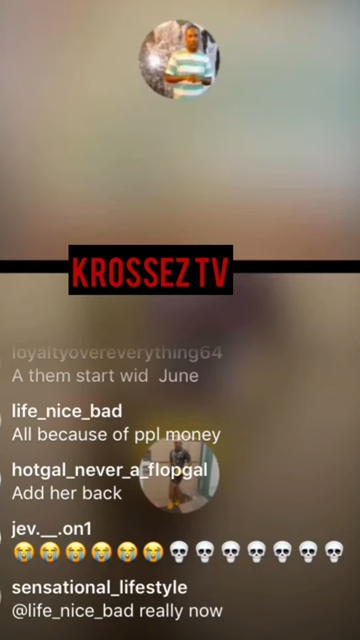 KROSSEZ TV
loyaltyovereverything64
A them start wid June
life_nice_bad
All because of ppl money
hotgal_never_a_flopgal
Add her back
jev.__.on1
😭😭😭😭😭😭💀💀💀💀💀💀💀
sensational_lifestyle
@life_nice_bad really now